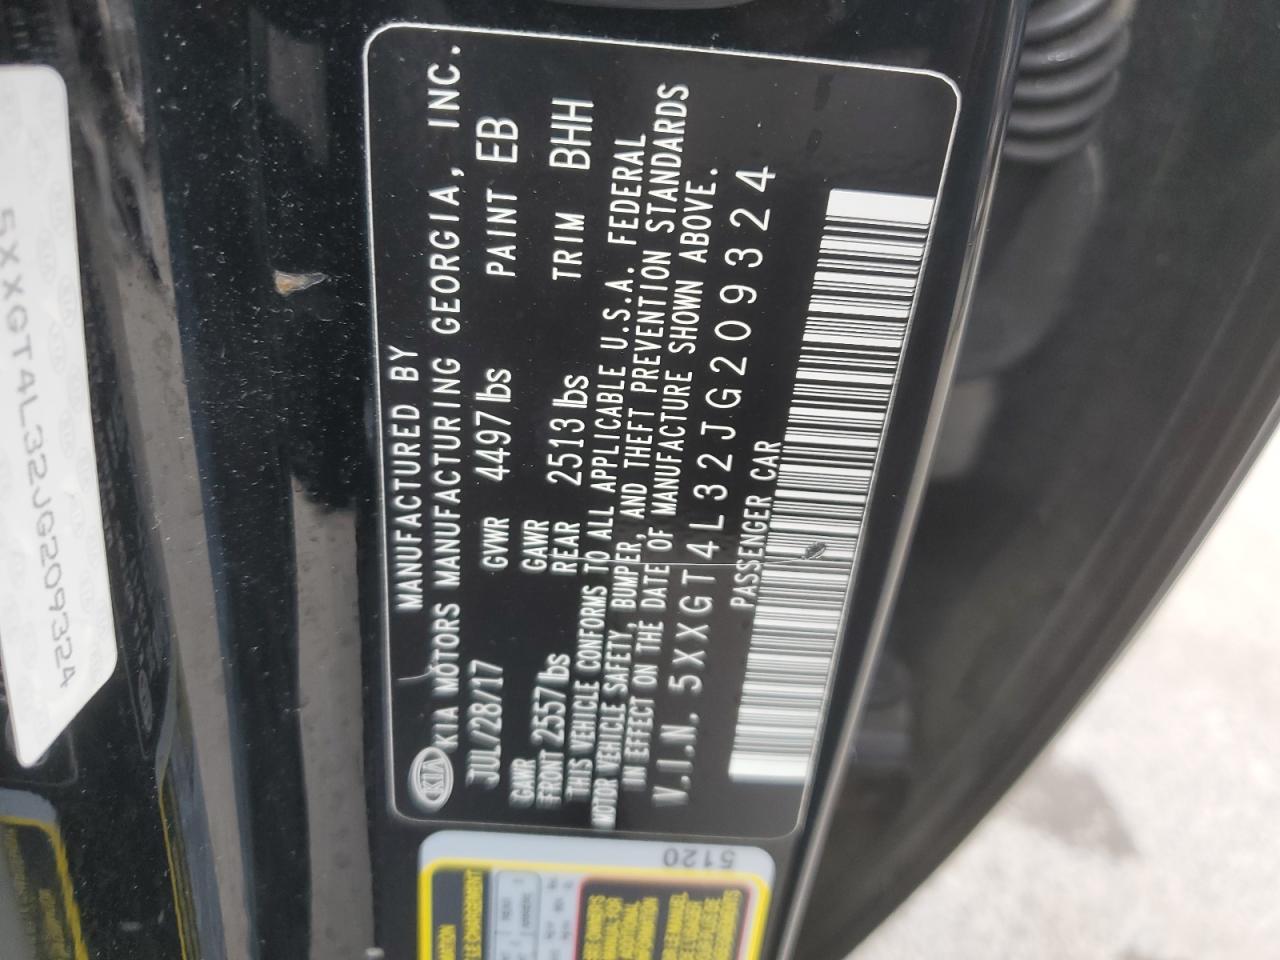 MANUFACTURED BY
KIA KIA MOTORS MANUFACTURING GEORGIA, INC.
JUL/28/17 GVWR 4497 lbs PAINT EB
GAWR FRONT 2557 lbs GAWR REAR 2513 lbs TRIM BHH
THIS VEHICLE CONFORMS TO ALL APPLICABLE U.S.A. FEDERAL
MOTOR VEHICLE SAFETY, BUMPER, AND THEFT PREVENTION STANDARDS
IN EFFECT ON THE DATE OF MANUFACTURE SHOWN ABOVE.
V.I.N. 5XXGT4L32JG209324
PASSENGER CAR
5XXGT4L32JG209324
5120